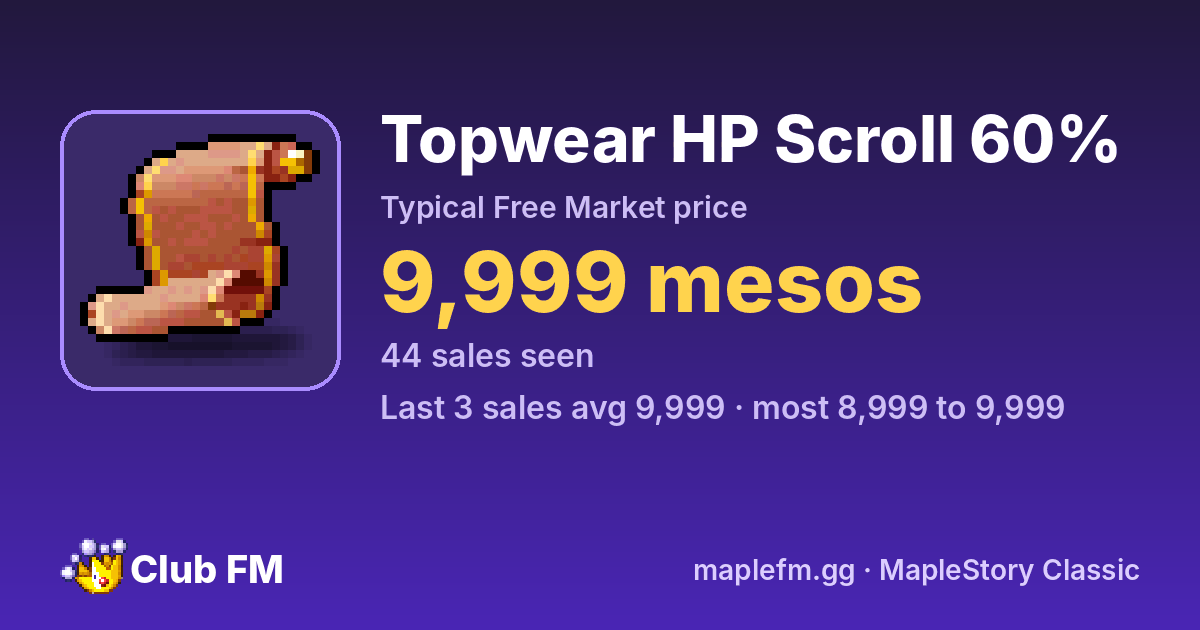 Topwear HP Scroll 60%
Typical Free Market price
9,999 mesos
44 sales seen
Last 3 sales avg 9,999 · most 8,999 to 9,999
Club FM
maplefm.gg · MapleStory Classic